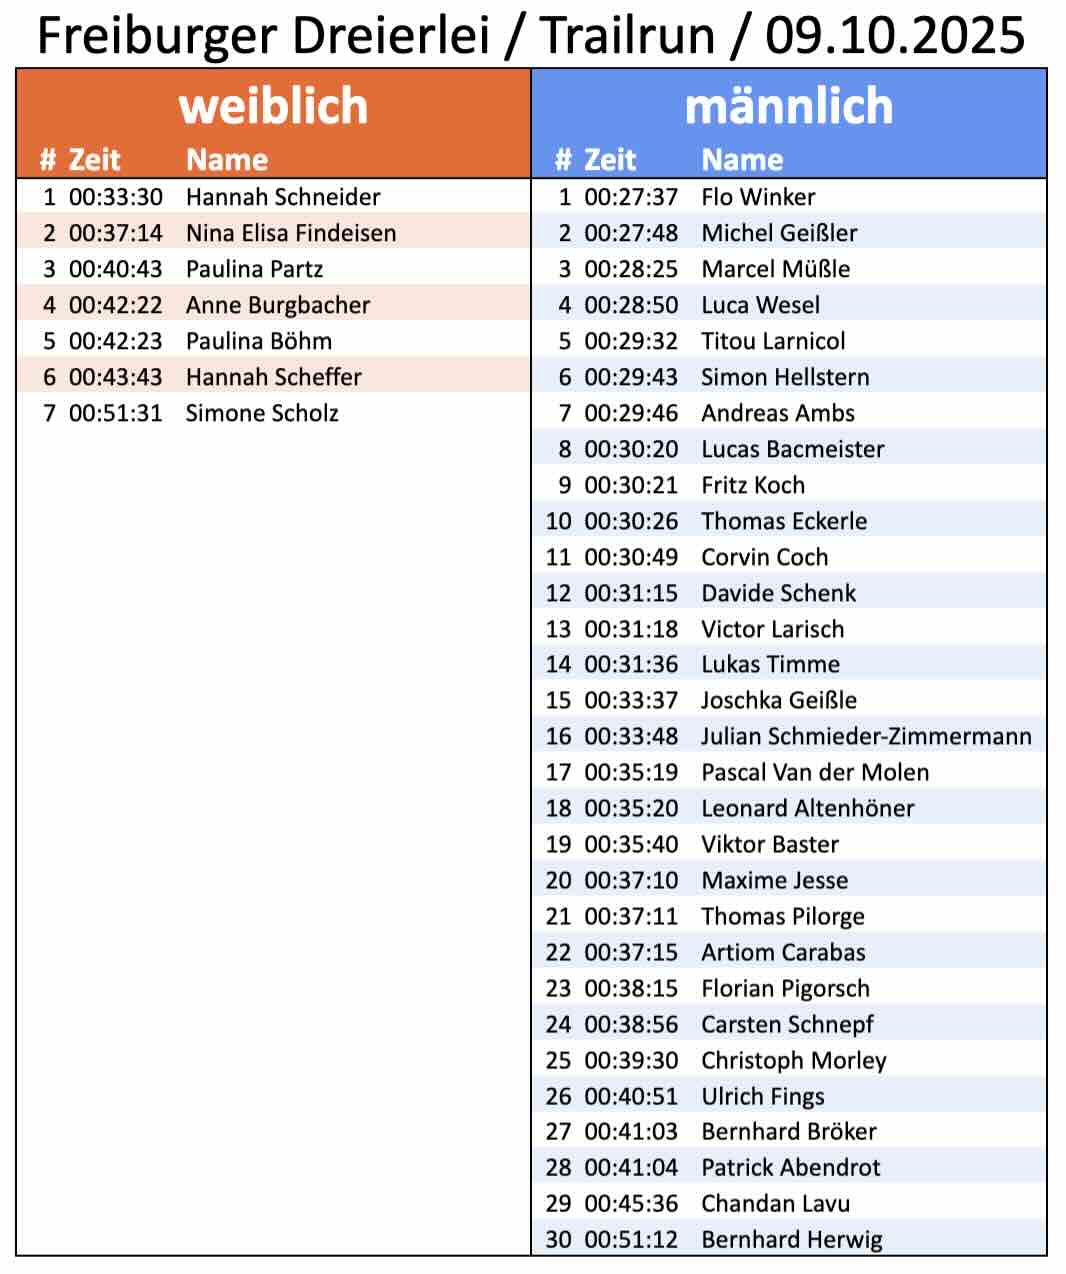 Freiburger Dreierlei / Trailrun / 09.10.2025
weiblich
# Zeit Name
1 00:33:30 Hannah Schneider
2 00:37:14 Nina Elisa Findeisen
3 00:40:43 Paulina Partz
4 00:42:22 Anne Burgbacher
5 00:42:23 Paulina Böhm
6 00:43:43 Hannah Scheffer
7 00:51:31 Simone Scholz
männlich
# Zeit Name
1 00:27:37 Flo Winker
2 00:27:48 Michel Geißler
3 00:28:25 Marcel Müßle
4 00:28:50 Luca Wesel
5 00:29:32 Titou Larnicol
6 00:29:43 Simon Hellstern
7 00:29:46 Andreas Ambs
8 00:30:20 Lucas Bacmeister
9 00:30:21 Fritz Koch
10 00:30:26 Thomas Eckerle
11 00:30:49 Corvin Coch
12 00:31:15 Davide Schenk
13 00:31:18 Victor Larisch
14 00:31:36 Lukas Timme
15 00:33:37 Joschka Geißle
16 00:33:48 Julian Schmieder-Zimmermann
17 00:35:19 Pascal Van der Molen
18 00:35:20 Leonard Altenhöner
19 00:35:40 Viktor Baster
20 00:37:10 Maxime Jesse
21 00:37:11 Thomas Pilorge
22 00:37:15 Artiom Carabas
23 00:38:15 Florian Pigorsch
24 00:38:56 Carsten Schnepf
25 00:39:30 Christoph Morley
26 00:40:51 Ulrich Fings
27 00:41:03 Bernhard Bröker
28 00:41:04 Patrick Abendrot
29 00:45:36 Chandan Lavu
30 00:51:12 Bernhard Herwig